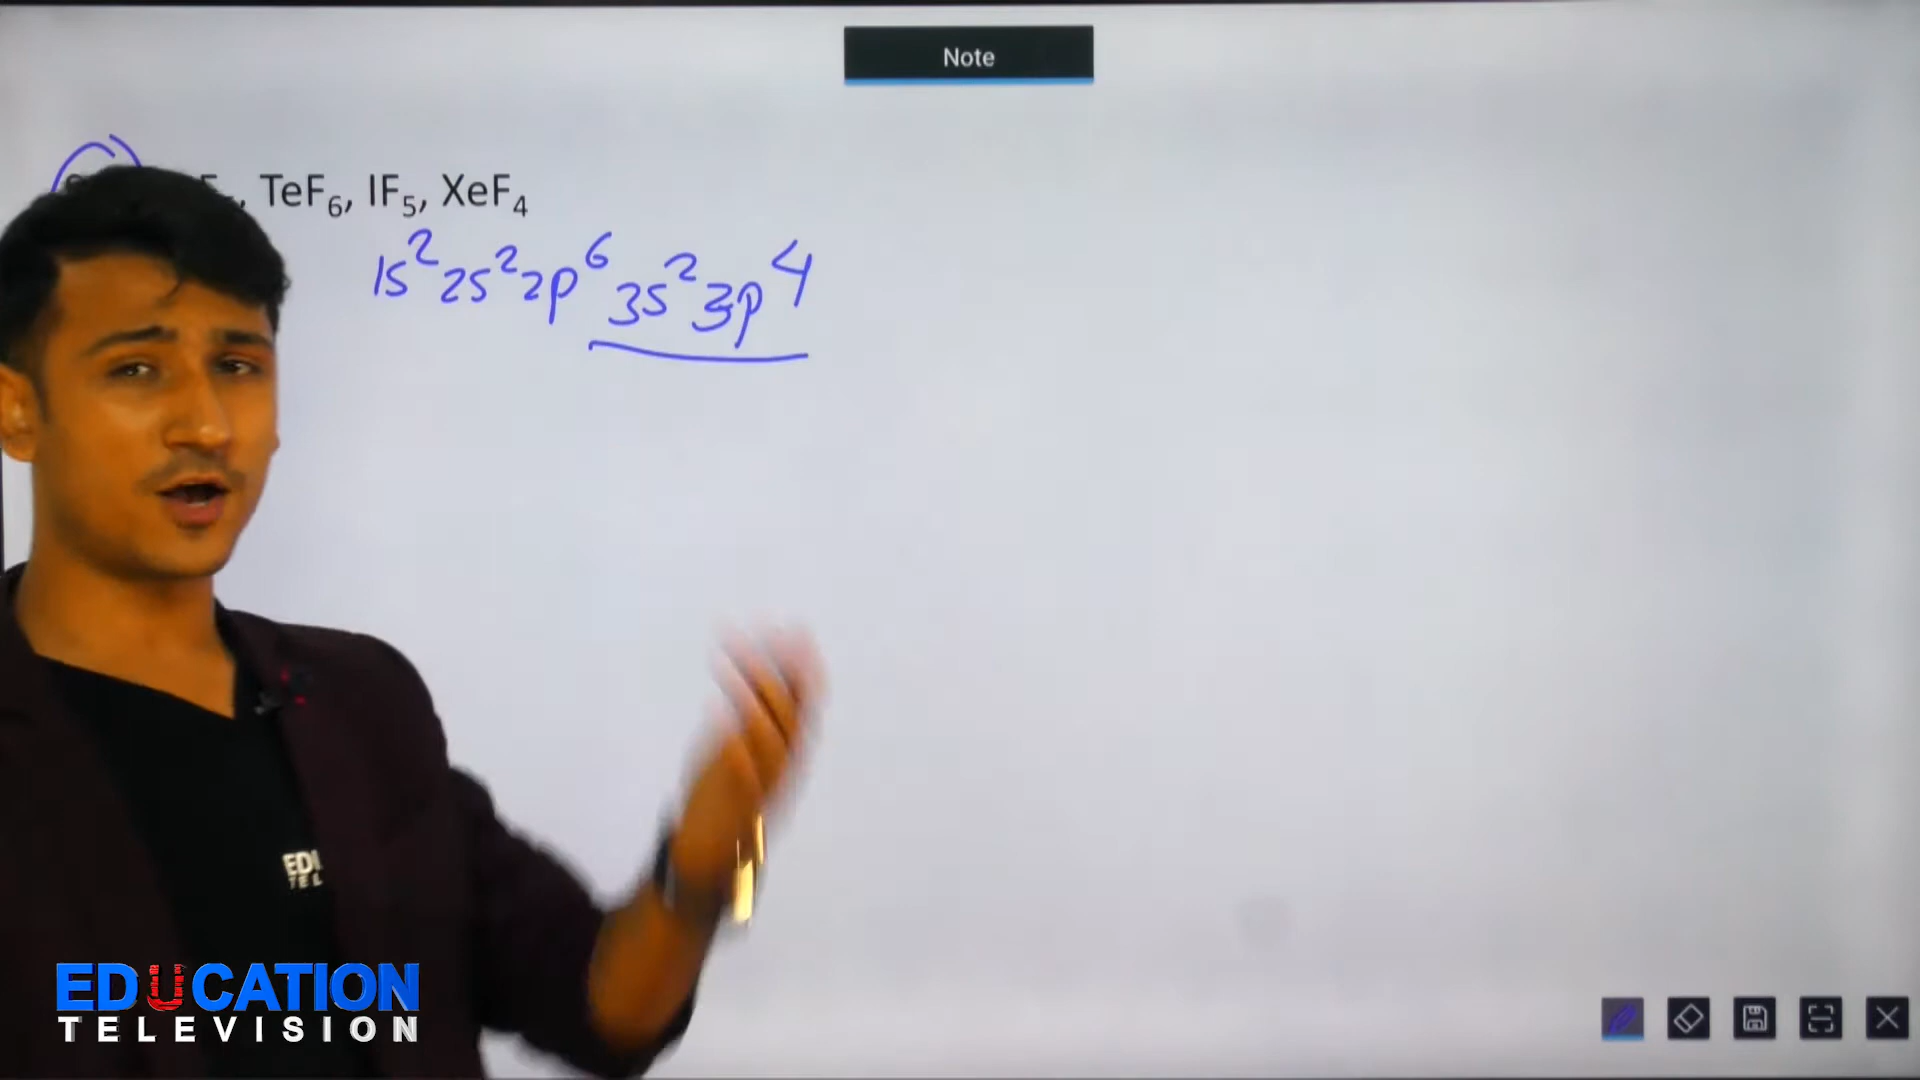 Note
TeF₆, IF₅, XeF₄
1s² 2s² 2p⁶ 3s² 3p⁴
EDUCATION
TELEVISION